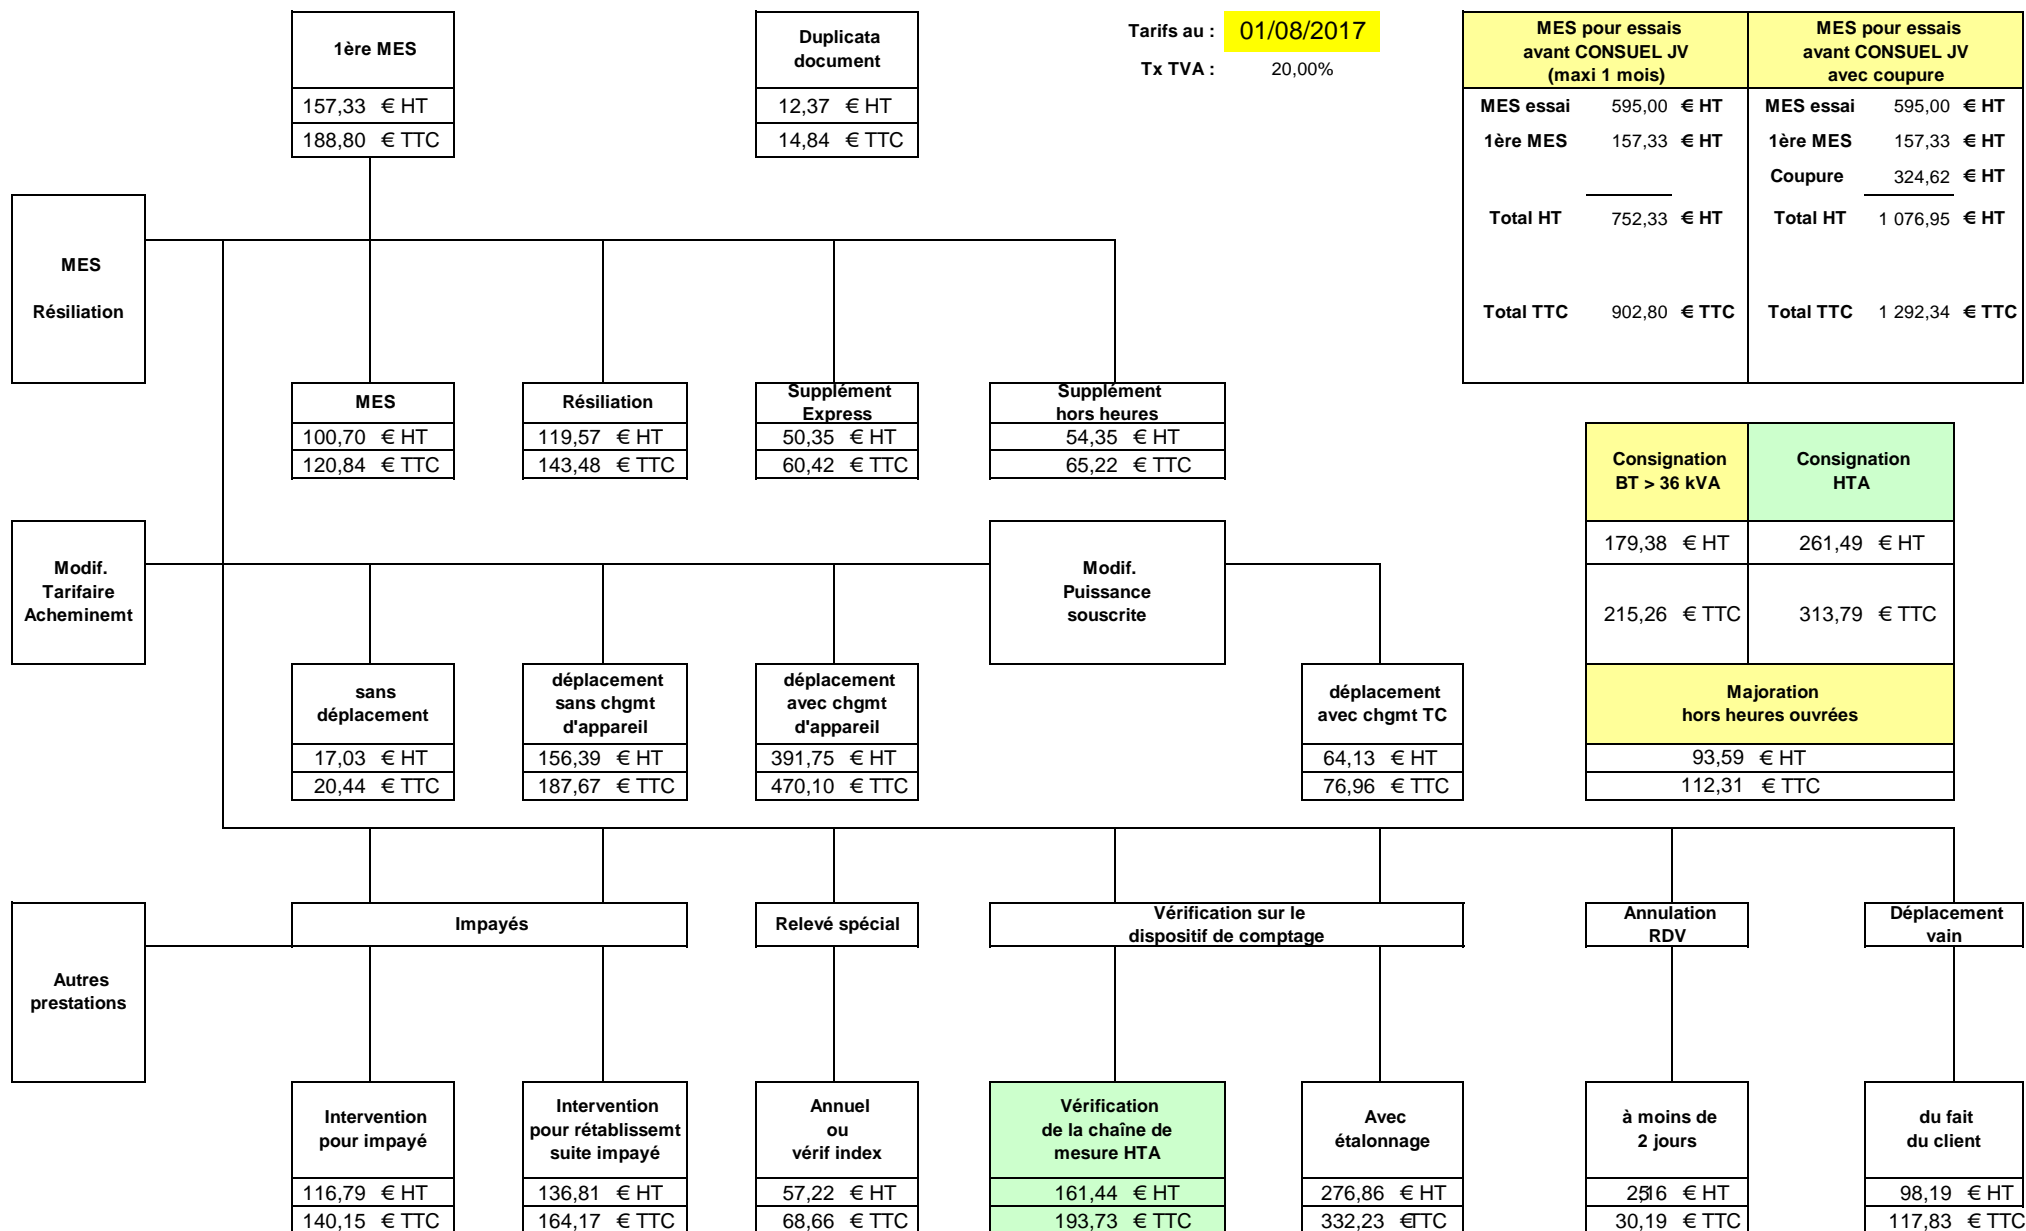 1ère MES
157,33 € HT
188,80 € TTC
Duplicata
document
12,37 € HT
14,84 € TTC
Tarifs au : 01/08/2017
Tx TVA : 20,00%
MES pour essais
avant CONSUEL JV
(maxi 1 mois)
MES essai 595,00 € HT
1ère MES 157,33 € HT
Total HT 752,33 € HT
Total TTC 902,80 € TTC
MES pour essais
avant CONSUEL JV
avec coupure
MES essai 595,00 € HT
1ère MES 157,33 € HT
Coupure 324,62 € HT
Total HT 1 076,95 € HT
Total TTC 1 292,34 € TTC
MES
Résiliation
MES
100,70 € HT
120,84 € TTC
Résiliation
119,57 € HT
143,48 € TTC
Supplément
Express
50,35 € HT
60,42 € TTC
Supplément
hors heures
54,35 € HT
65,22 € TTC
Consignation
BT > 36 kVA
179,38 € HT
215,26 € TTC
Consignation
HTA
261,49 € HT
313,79 € TTC
Majoration
hors heures ouvrées
93,59 € HT
112,31 € TTC
Modif.
Tarifaire
Acheminemt
Modif.
Puissance
souscrite
sans
déplacement
17,03 € HT
20,44 € TTC
déplacement
sans chgmt
d'appareil
156,39 € HT
187,67 € TTC
déplacement
avec chgmt
d'appareil
391,75 € HT
470,10 € TTC
déplacement
avec chgmt TC
64,13 € HT
76,96 € TTC
Autres
prestations
Impayés
Relevé spécial
Vérification sur le
dispositif de comptage
Annulation
RDV
Déplacement
vain
Intervention
pour impayé
116,79 € HT
140,15 € TTC
Intervention
pour rétablissemt
suite impayé
136,81 € HT
164,17 € TTC
Annuel
ou
vérif index
57,22 € HT
68,66 € TTC
Vérification
de la chaîne de
mesure HTA
161,44 € HT
193,73 € TTC
Avec
étalonnage
276,86 € HT
332,23 € TTC
à moins de
2 jours
25,16 € HT
30,19 € TTC
du fait
du client
98,19 € HT
117,83 € TTC